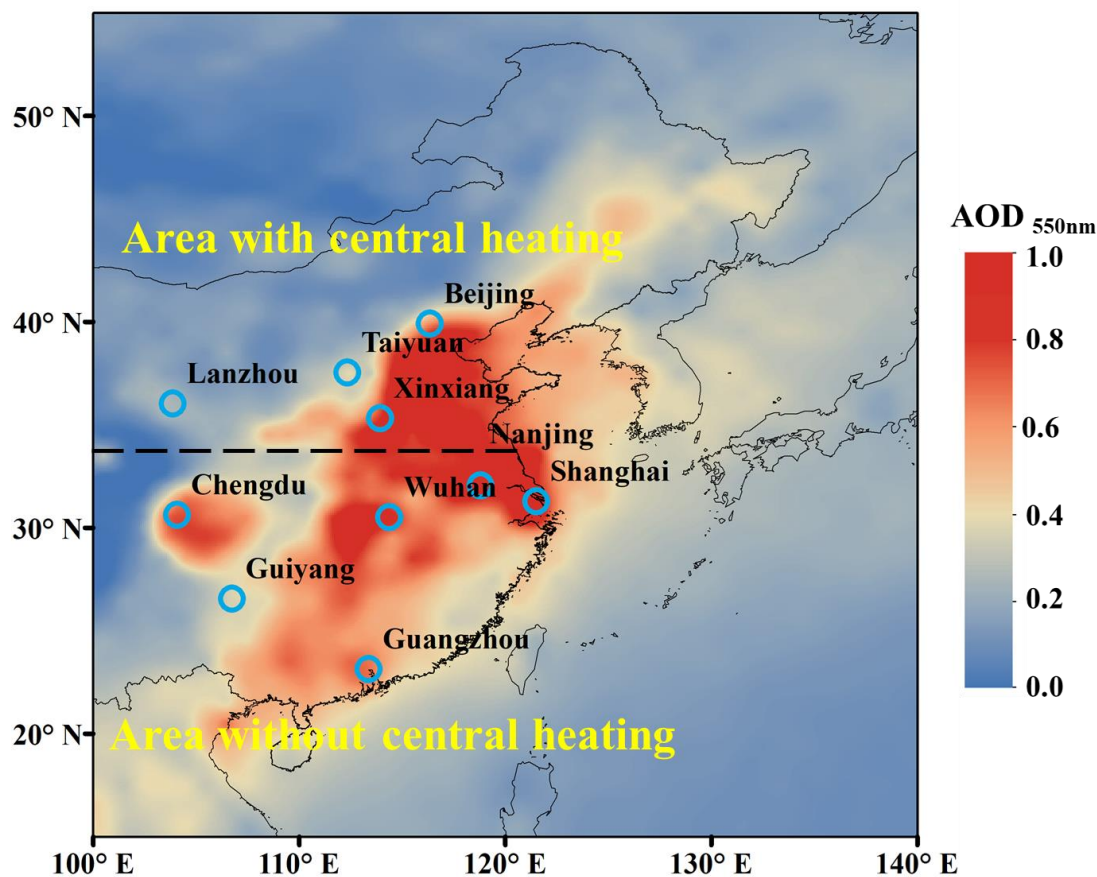 50° N
Area with central heating
AOD 550nm
1.0
Beijing
40° N
Taiyuan
0.8
Lanzhou
Xinxiang
Nanjing
0.6
Shanghai
Chengdu
Wuhan
0.4
30° N
Guiyang
0.2
Guangzhou
0.0
20° N
Area without central heating
100° E 110° E 120° E 130° E 140° E